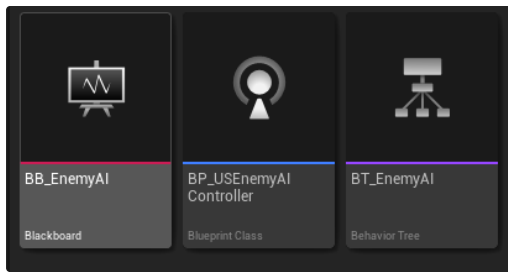 BB_EnemyAI
Blackboard
BP_USEnemyAI
Controller
Blueprint Class
BT_EnemyAI
Behavior Tree